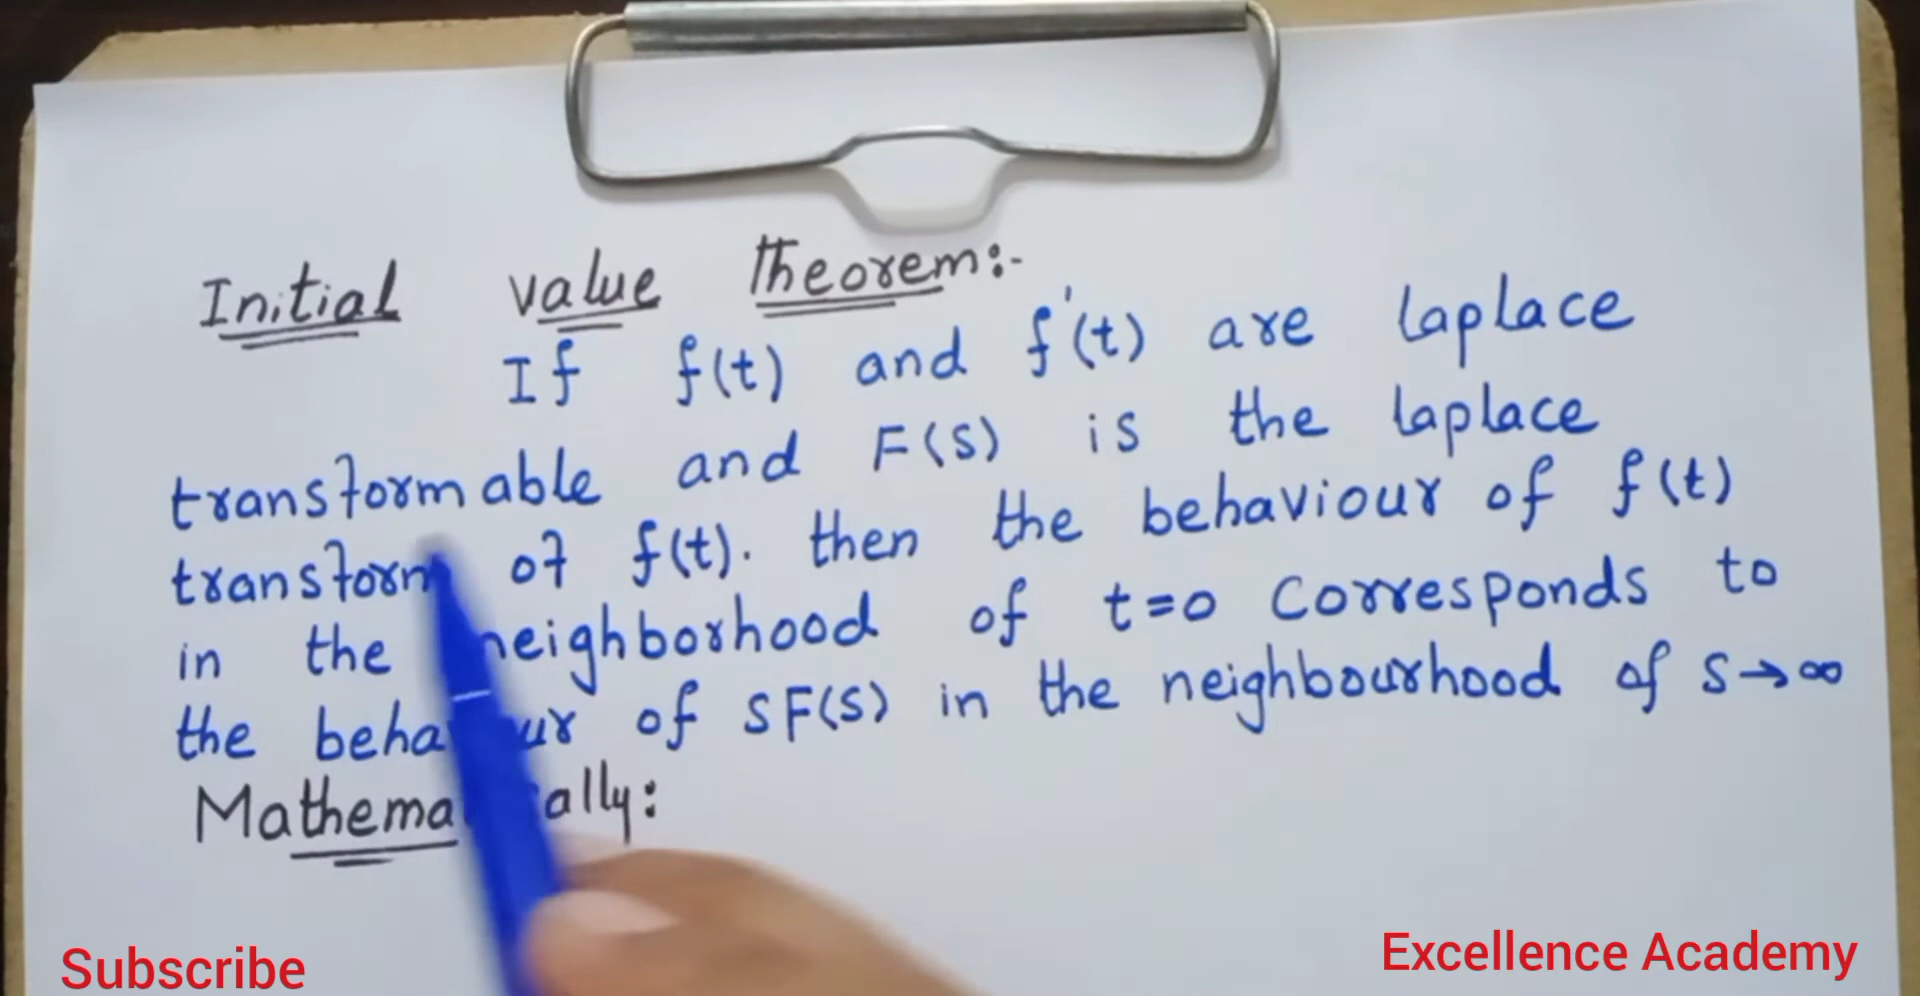 Initial value theorem:-
If f(t) and f'(t) are laplace
transformable and F(S) is the laplace
transform of f(t). then the behaviour of f(t)
in the neighborhood of t=0 corresponds to
the behaviour of SF(S) in the neighbourhood of S→∞
Mathematically:
Subscribe
Excellence Academy